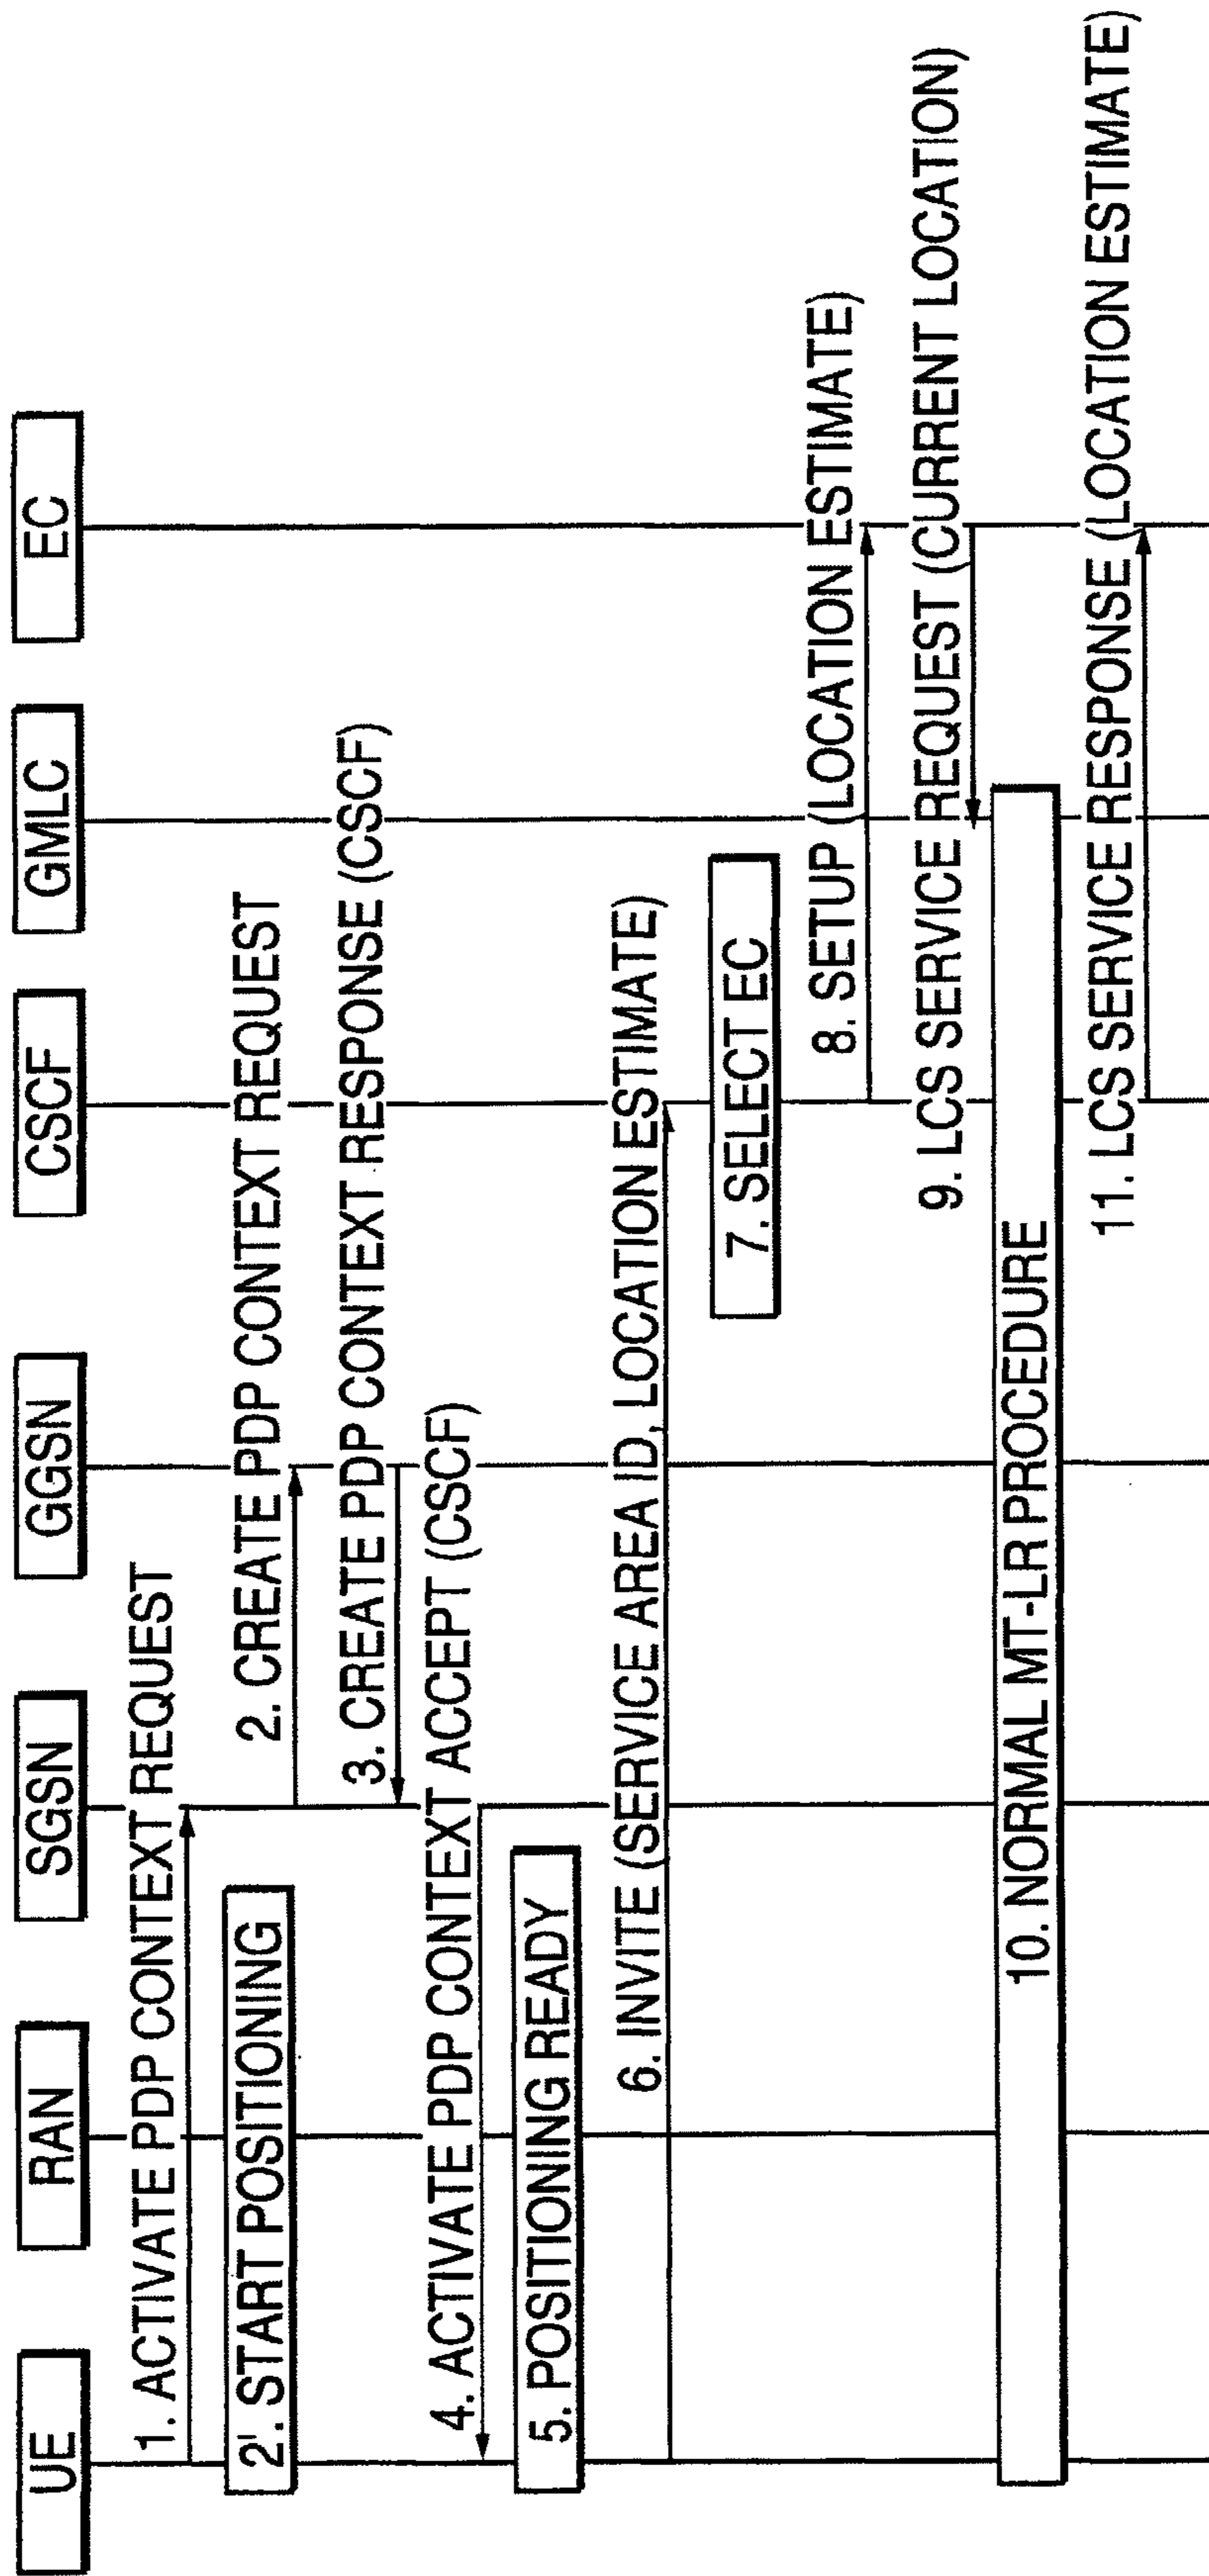 UE
RAN
SGSN
GGSN
CSCF
GMLC
EC
1. ACTIVATE PDP CONTEXT REQUEST
2'. START POSITIONING
2. CREATE PDP CONTEXT REQUEST
3. CREATE PDP CONTEXT RESPONSE (CSCF)
4. ACTIVATE PDP CONTEXT ACCEPT (CSCF)
5. POSITIONING READY
6. INVITE (SERVICE AREA ID, LOCATION ESTIMATE)
7. SELECT EC
8. SETUP (LOCATION ESTIMATE)
9. LCS SERVICE REQUEST (CURRENT LOCATION)
10. NORMAL MT-LR PROCEDURE
11. LCS SERVICE RESPONSE (LOCATION ESTIMATE)